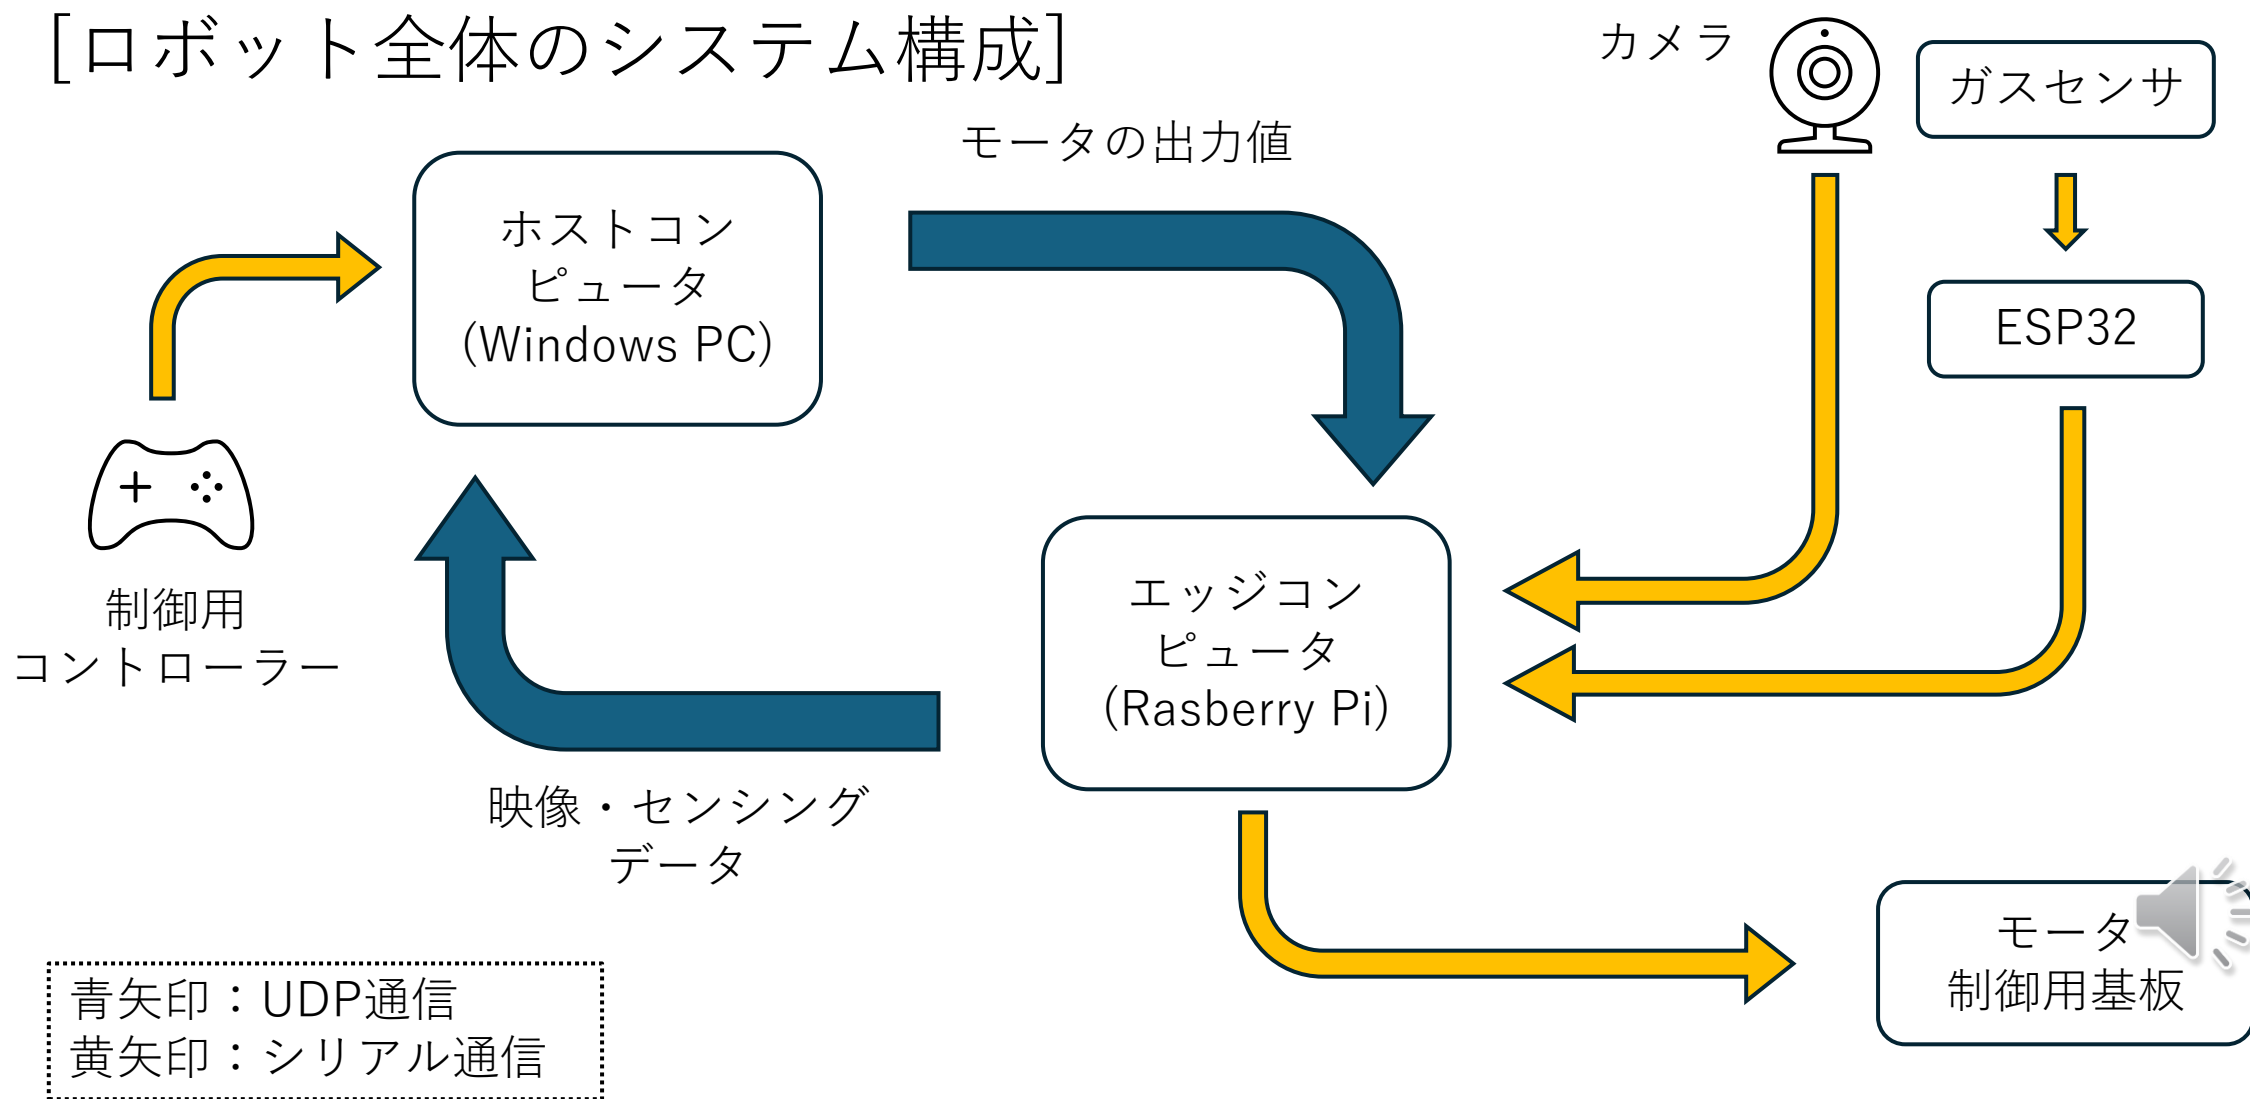 [ロボット全体のシステム構成]
カメラ
ガスセンサ
モータの出力値
ホストコン
ピュータ
(Windows PC)
ESP32
制御用
コントローラー
エッジコン
ピュータ
(Rasberry Pi)
映像・センシング
データ
モータ
制御用基板
青矢印：UDP通信
黄矢印：シリアル通信